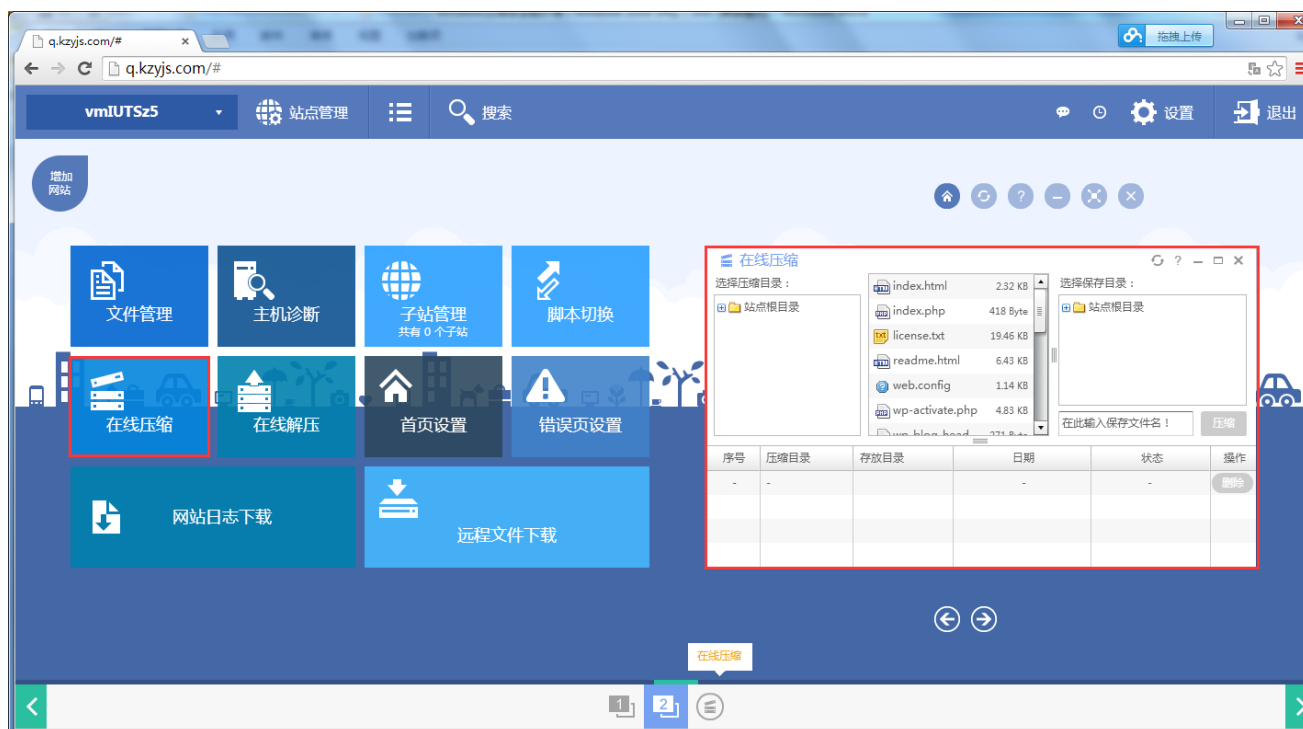 q.kzyjs.com/#
拖拽上传
q.kzyjs.com/#
vmIUTSz5
站点管理
搜索
设置
退出
增加
网站
文件管理
主机诊断
子站管理
共有 0 个子站
脚本切换
在线压缩
在线解压
首页设置
错误页设置
网站日志下载
远程文件下载
在线压缩
选择压缩目录：
站点根目录
index.html 2.32 KB
index.php 418 Byte
license.txt 19.46 KB
readme.html 6.43 KB
web.config 1.14 KB
wp-activate.php 4.83 KB
wp-blog-head 271 Byte
选择保存目录：
站点根目录
在此输入保存文件名！
压缩
序号 压缩目录 存放目录 日期 状态 操作
- - - - 删除
在线压缩
1
2